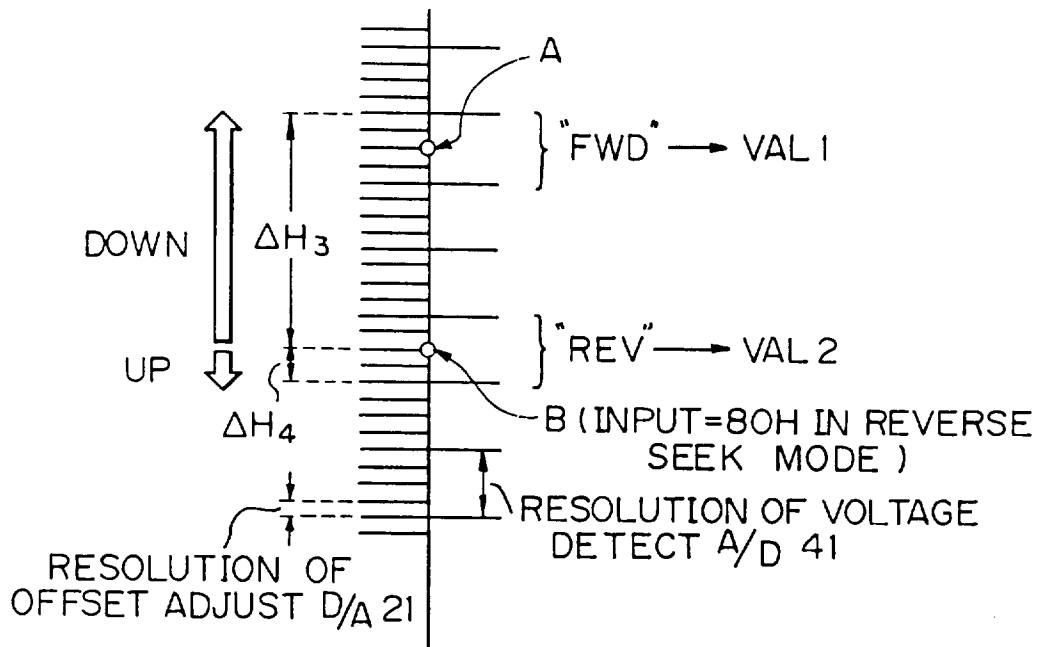 A
"FWD" → VAL 1
DOWN
ΔH3
"REV" → VAL 2
UP
ΔH4
B (INPUT=80H IN REVERSE
SEEK MODE)
RESOLUTION OF VOLTAGE
DETECT A/D 41
RESOLUTION OF
OFFSET ADJUST D/A 21